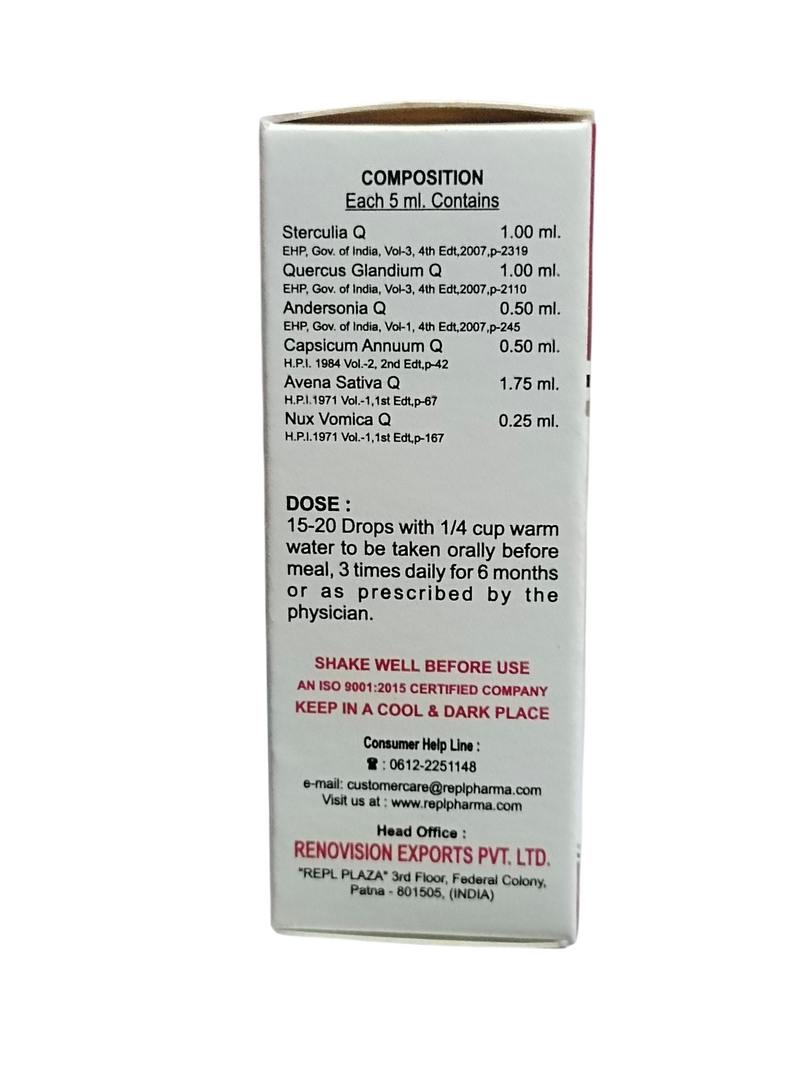 COMPOSITION
Each 5 ml. Contains
Sterculia Q 1.00 ml.
EHP, Gov. of India, Vol-3, 4th Edt,2007,p-2319
Quercus Glandium Q 1.00 ml.
EHP, Gov. of India, Vol-3, 4th Edt,2007,p-2110
Andersonia Q 0.50 ml.
EHP, Gov. of India, Vol-1, 4th Edt,2007,p-245
Capsicum Annuum Q 0.50 ml.
H.P.I. 1984 Vol.-2, 2nd Edt,p-42
Avena Sativa Q 1.75 ml.
H.P.I.1971 Vol.-1,1st Edt,p-67
Nux Vomica Q 0.25 ml.
H.P.I.1971 Vol.-1,1st Edt,p-167
DOSE :
15-20 Drops with 1/4 cup warm
water to be taken orally before
meal, 3 times daily for 6 months
or as prescribed by the
physician.
SHAKE WELL BEFORE USE
AN ISO 9001:2015 CERTIFIED COMPANY
KEEP IN A COOL & DARK PLACE
Consumer Help Line :
☎ : 0612-2251148
e-mail: customercare@replpharma.com
Visit us at : www.replpharma.com
Head Office :
RENOVISION EXPORTS PVT. LTD.
"REPL PLAZA" 3rd Floor, Federal Colony,
Patna - 801505, (INDIA)